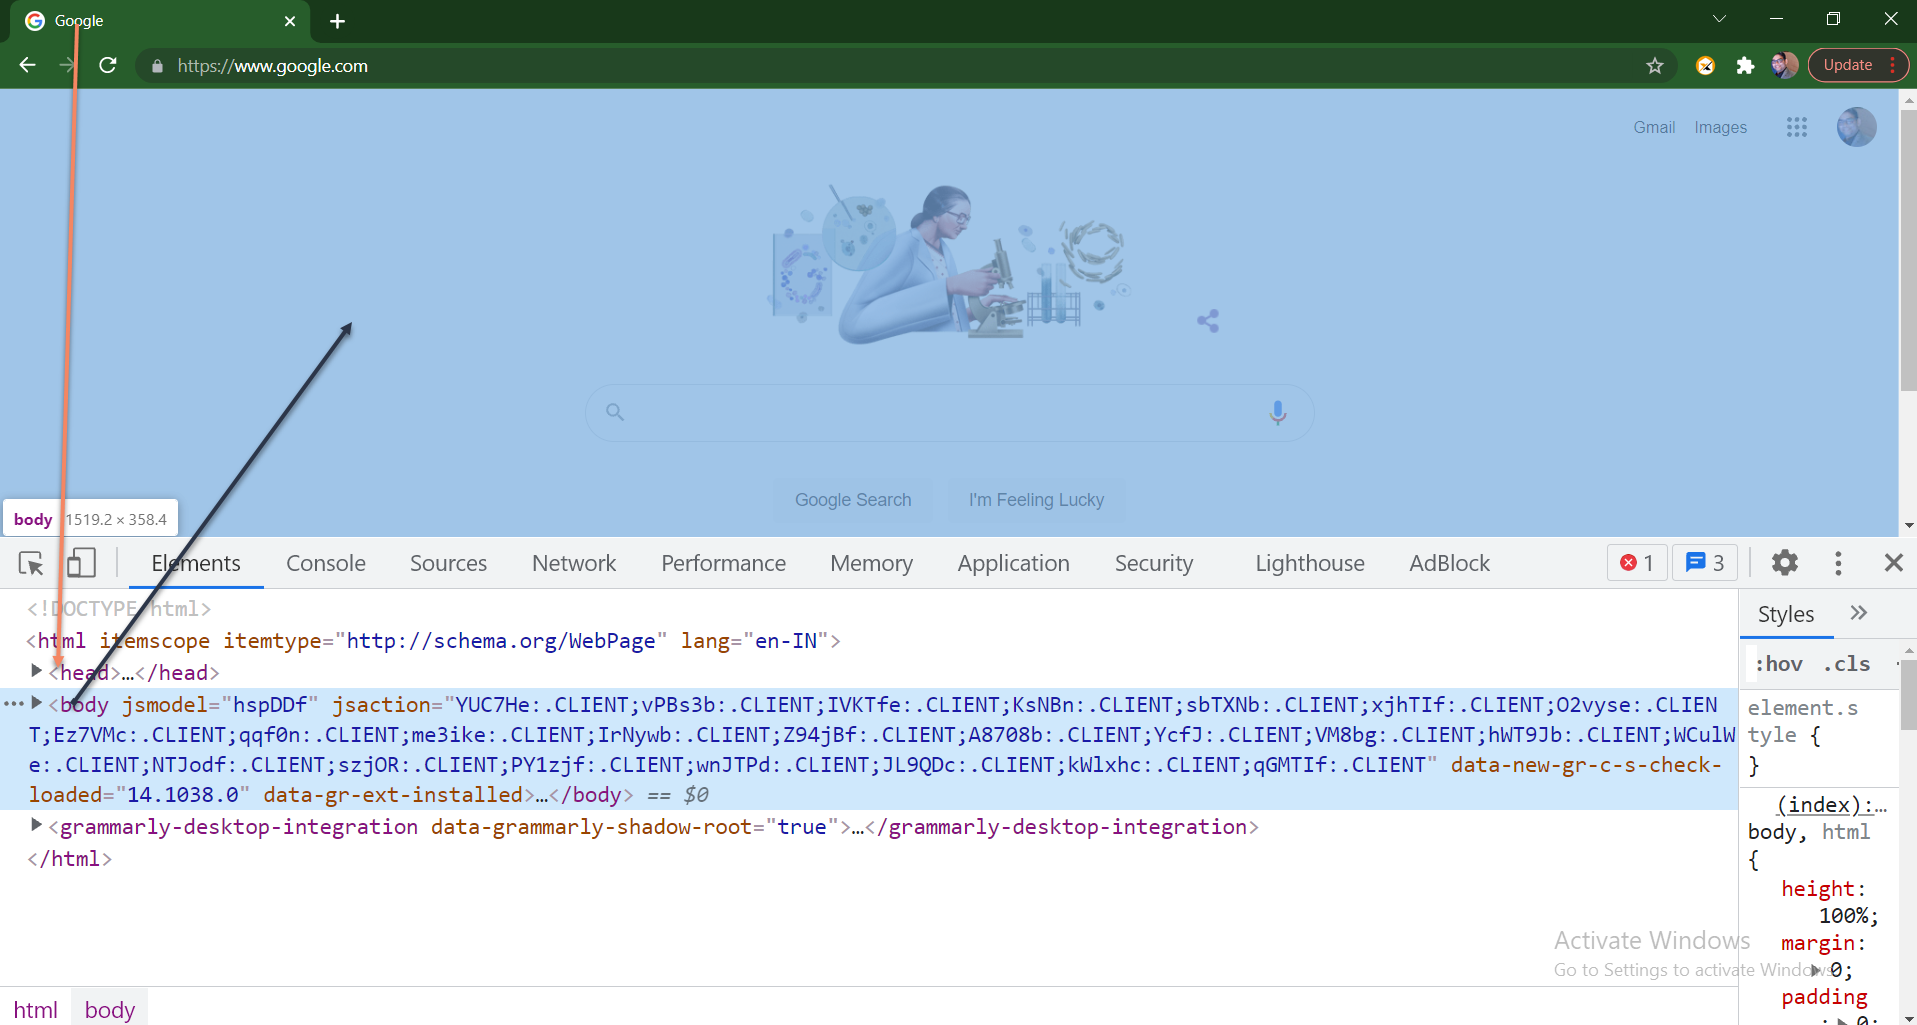 Google
https://www.google.com
Update
Gmail Images
Google Search I'm Feeling Lucky
body 1519.2 × 358.4
Elements Console Sources Network Performance Memory Application Security Lighthouse AdBlock 1 3
<!DOCTYPE html>
<html itemscope itemtype="http://schema.org/WebPage" lang="en-IN">
<head>…</head>
<body jsmodel="hspDDf" jsaction="YUC7He:.CLIENT;vPBs3b:.CLIENT;IVKTfe:.CLIENT;KsNBn:.CLIENT;sbTXNb:.CLIENT;xjhTIf:.CLIENT;O2vyse:.CLIEN
T;Ez7VMc:.CLIENT;qqf0n:.CLIENT;me3ike:.CLIENT;IrNywb:.CLIENT;Z94jBf:.CLIENT;A8708b:.CLIENT;YcfJ:.CLIENT;VM8bg:.CLIENT;hWT9Jb:.CLIENT;WCulW
e:.CLIENT;NTJodf:.CLIENT;szjOR:.CLIENT;PY1zjf:.CLIENT;wnJTPd:.CLIENT;JL9QDc:.CLIENT;kWlxhc:.CLIENT;qGMTIf:.CLIENT" data-new-gr-c-s-check-
loaded="14.1038.0" data-gr-ext-installed>…</body> == $0
<grammarly-desktop-integration data-grammarly-shadow-root="true">…</grammarly-desktop-integration>
</html>
html body
Styles
:hov .cls
element.s
tyle {
}
(index):…
body, html
{
height:
100%;
margin:
0;
padding
: 0;
Activate Windows
Go to Settings to activate Windows.